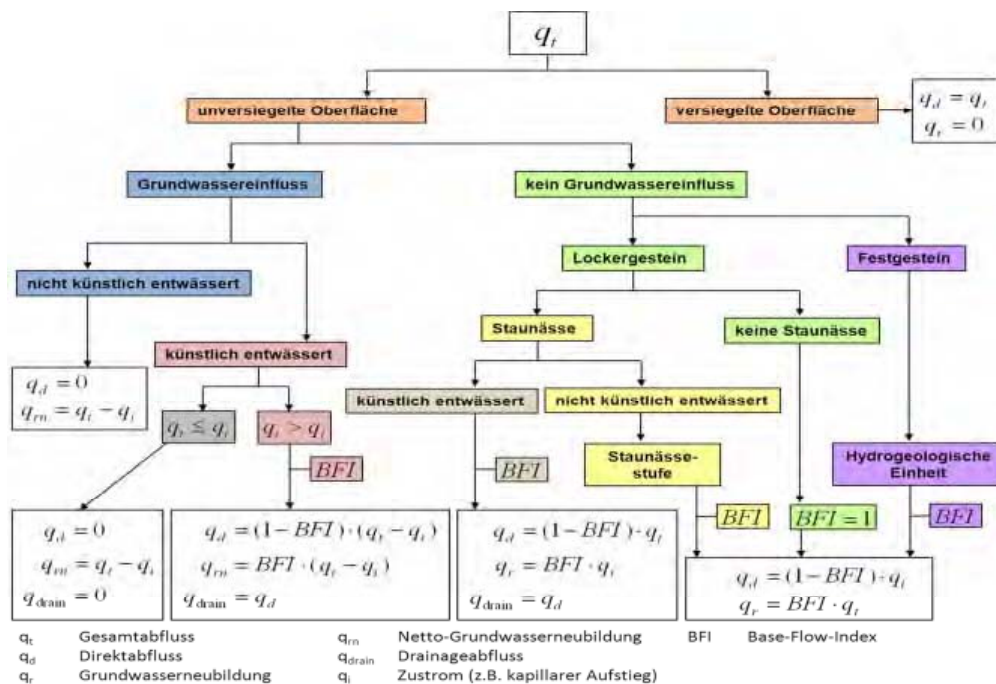 q_t
unversiegelte Oberfläche
versiegelte Oberfläche
q_d = q_t
q_r = 0
Grundwassereinfluss
kein Grundwassereinfluss
nicht künstlich entwässert
Lockergestein
Festgestein
Staunässe
keine Staunässe
künstlich entwässert
q_d = 0
q_rn = q_t − q_i
künstlich entwässert
nicht künstlich entwässert
q_t ≤ q_i
q_t > q_i
BFI
BFI
Staunässe-
stufe
Hydrogeologische
Einheit
BFI
BFI = 1
BFI
q_d = 0
q_rn = q_t − q_i
q_drain = 0
q_d = (1 − BFI) · (q_t − q_i)
q_rn = BFI · (q_t − q_i)
q_drain = q_d
q_d = (1 − BFI) · q_t
q_r = BFI · q_t
q_drain = q_d
q_d = (1 − BFI) · q_t
q_r = BFI · q_t
q_t Gesamtabfluss
q_d Direktabfluss
q_r Grundwasserneubildung
q_rn Netto-Grundwasserneubildung
q_drain Drainageabfluss
q_i Zustrom (z.B. kapillarer Aufstieg)
BFI Base-Flow-Index